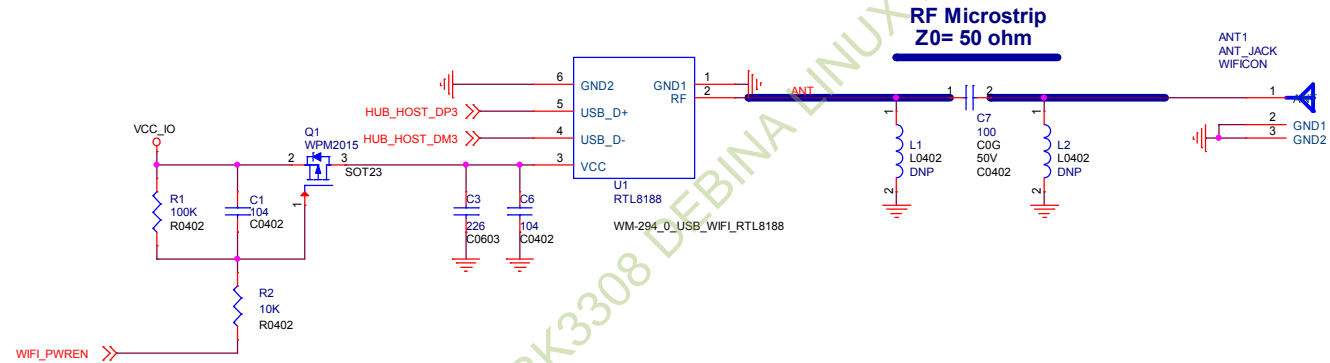 RF Microstrip
Z0= 50 ohm
ANT1
ANT_JACK
WIFICON
6
GND2
GND1
1
RF
2
ANT
HUB_HOST_DP3
5
USB_D+
HUB_HOST_DM3
4
USB_D-
3
VCC
U1
RTL8188
WM-294_0_USB_WIFI_RTL8188
VCC_IO
Q1
WPM2015
2
3
SOT23
1
R1
100K
R0402
C1
104
C0402
C3
226
C0603
C6
104
C0402
R2
10K
R0402
WIFI_PWREN
1
2
C7
100
C0G
50V
C0402
1
L1
L0402
DNP
2
1
L2
L0402
DNP
2
1
2
GND1
3
GND2
RK3308 DEBINA LINUX